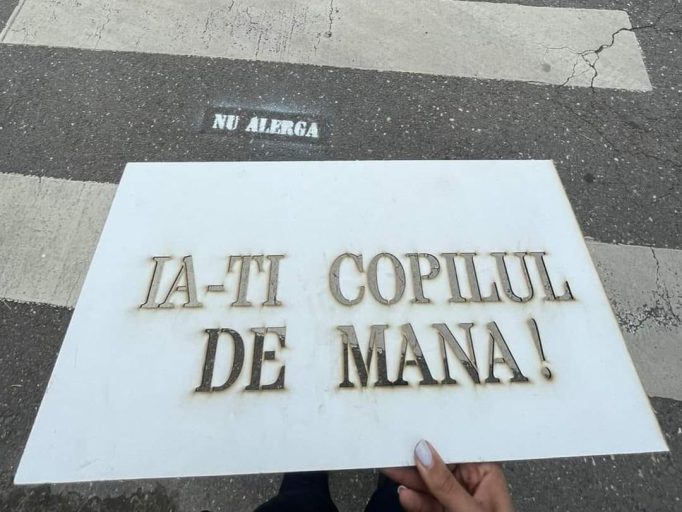 NU ALERGA
IA-TI COPILUL
DE MANA!